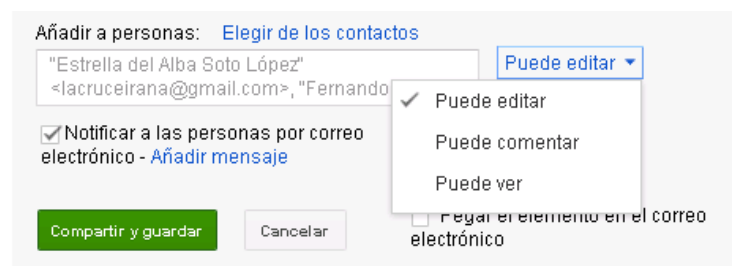 Añadir a personas: Elegir de los contactos
"Estrella del Alba Soto López"
<lacruceirana@gmail.com>, "Fernando
Puede editar
Puede editar
Puede comentar
Puede ver
Notificar a las personas por correo
electrónico - Añadir mensaje
Compartir y guardar
Cancelar
Pegar el elemento en el correo
electrónico